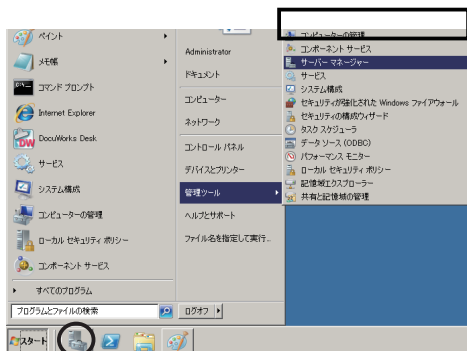 ペイント
メモ帳
コマンド プロンプト
Internet Explorer
DocuWorks Desk
サービス
システム構成
コンピューターの管理
ローカル セキュリティ ポリシー
コンポーネント サービス
すべてのプログラム
プログラムとファイルの検索
Administrator
ドキュメント
コンピューター
ネットワーク
コントロール パネル
デバイスとプリンター
管理ツール
ヘルプとサポート
ファイル名を指定して実行...
ログオフ
コンピューターの管理
コンポーネント サービス
サーバー マネージャー
サービス
システム構成
セキュリティが強化された Windows ファイアウォール
セキュリティの構成ウィザード
タスク スケジューラ
データ ソース (ODBC)
パフォーマンス モニター
ローカル セキュリティ ポリシー
記憶域エクスプローラー
共有と記憶域の管理
スタート